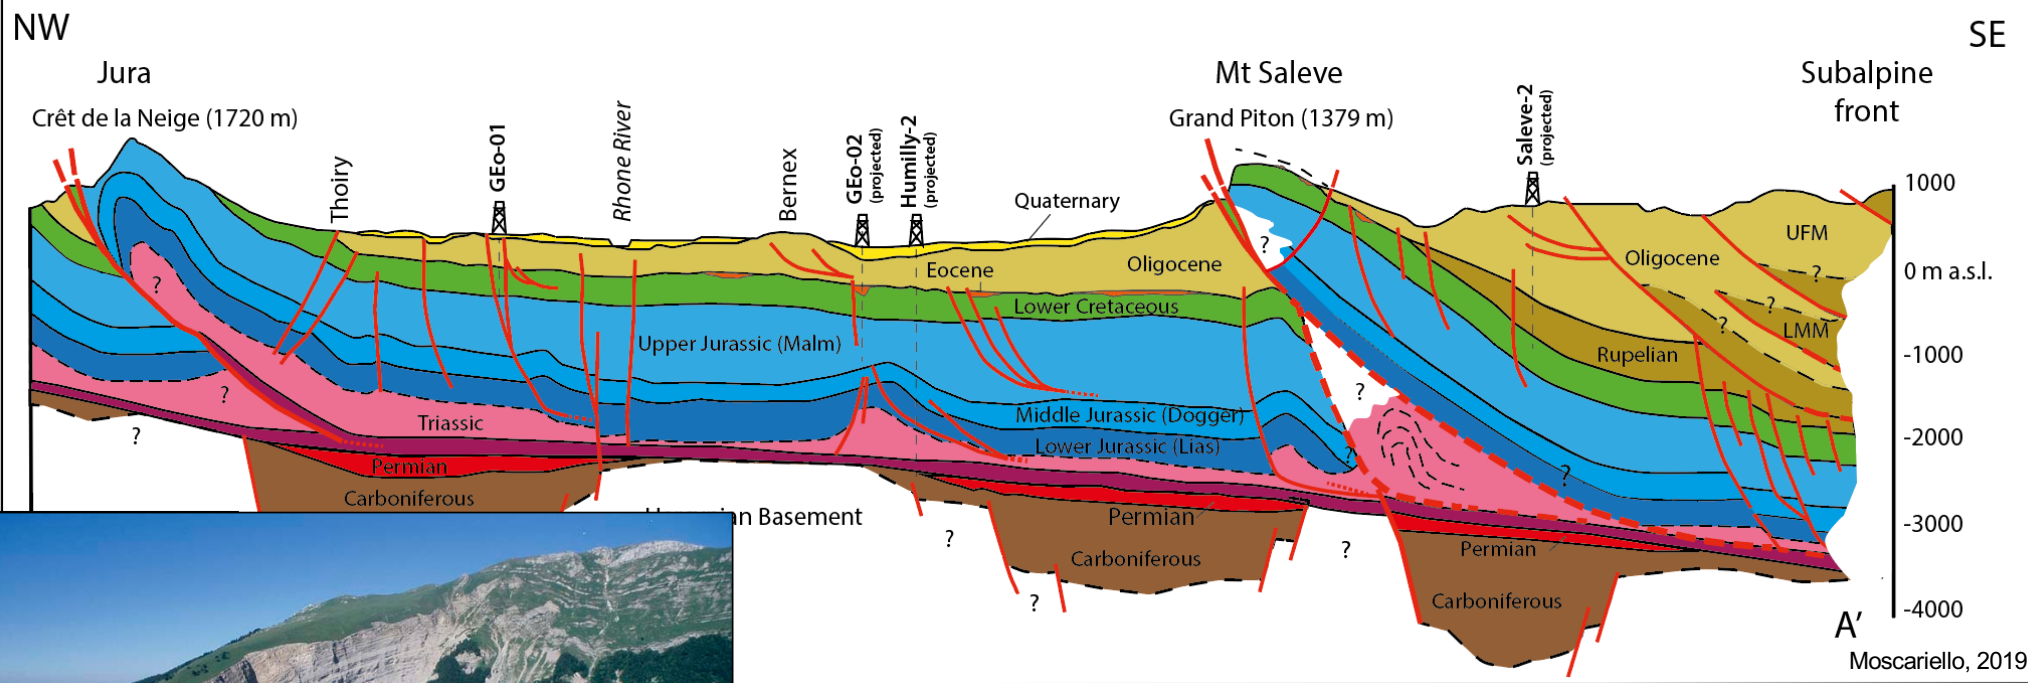 NW
SE
Jura
Mt Saleve
Subalpine
front
Crêt de la Neige (1720 m)
Grand Piton (1379 m)
Thoiry
GEo-01
Rhone River
Bernex
GEo-02
(projected)
Humilly-2
(projected)
Saleve-2
(projected)
Quaternary
1000
0 m a.s.l.
-1000
-2000
-3000
-4000
UFM
?
?
Oligocene
Eocene
Oligocene
?
?
?
LMM
Lower Cretaceous
Upper Jurassic (Malm)
Rupelian
?
?
Middle Jurassic (Dogger)
Triassic
?
Lower Jurassic (Lias)
?
?
Permian
Carboniferous
n Basement
Permian
?
?
Permian
Carboniferous
?
Carboniferous
A’
Moscariello, 2019